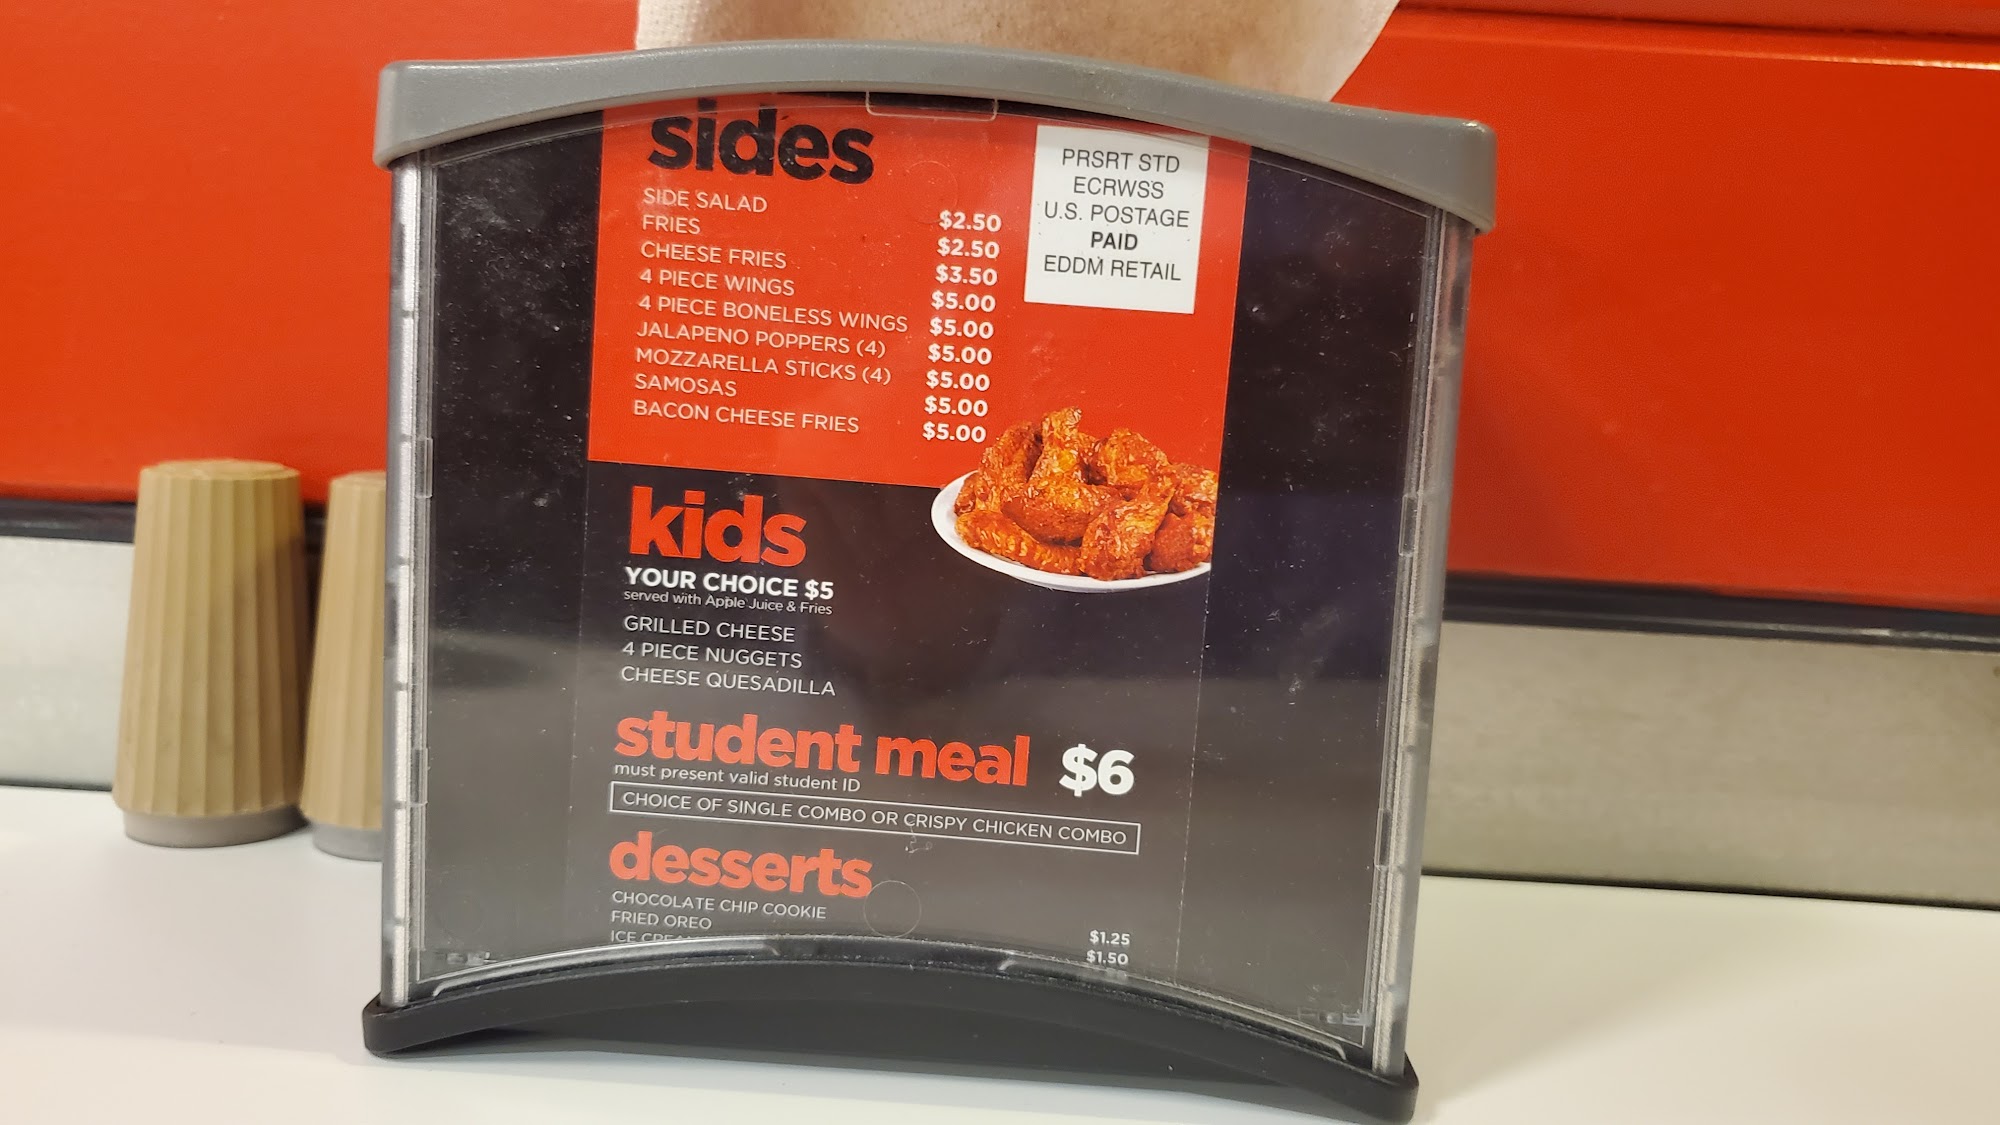 sides
SIDE SALAD $2.50
FRIES $2.50
CHEESE FRIES $3.50
4 PIECE WINGS $5.00
4 PIECE BONELESS WINGS $5.00
JALAPENO POPPERS (4) $5.00
MOZZARELLA STICKS (4) $5.00
SAMOSAS $5.00
BACON CHEESE FRIES $5.00
PRSRT STD
ECRWSS
U.S. POSTAGE
PAID
EDDM RETAIL
kids
YOUR CHOICE $5
served with Apple Juice & Fries
GRILLED CHEESE
4 PIECE NUGGETS
CHEESE QUESADILLA
student meal $6
must present valid student ID
CHOICE OF SINGLE COMBO OR CRISPY CHICKEN COMBO
desserts
CHOCOLATE CHIP COOKIE $1.25
FRIED OREO $1.50
ICE